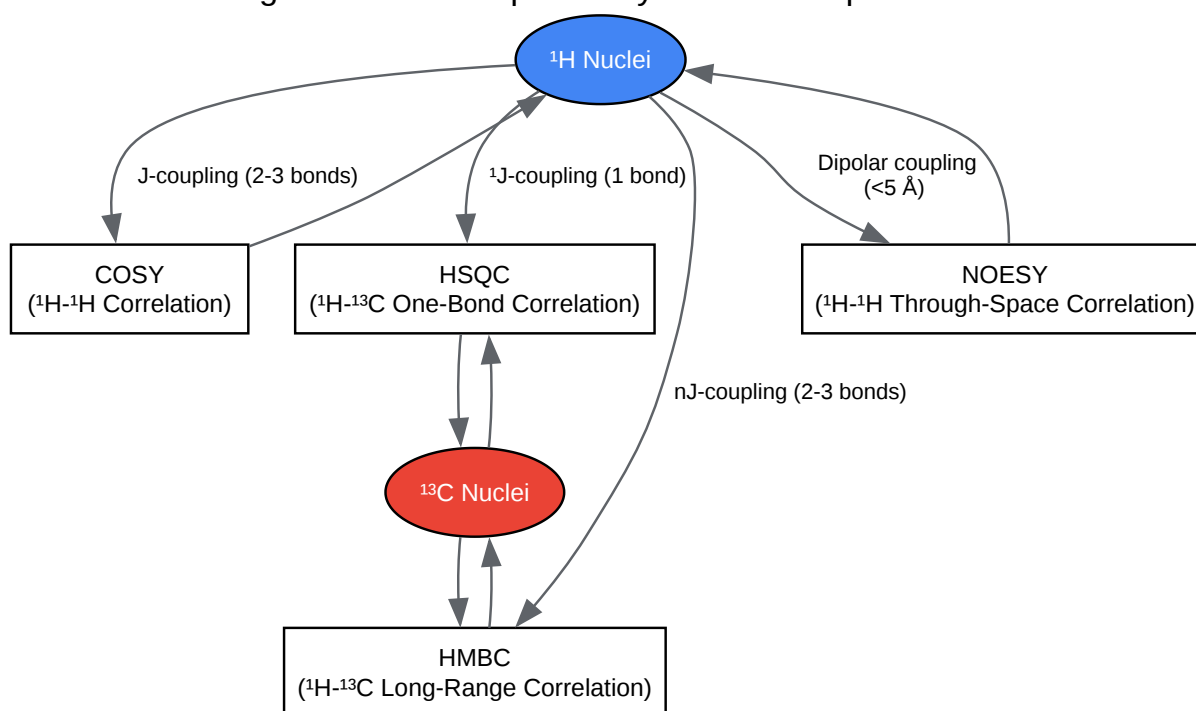 ¹H Nuclei
J-coupling (2-3 bonds)
¹J-coupling (1 bond)
Dipolar coupling
(<5 Å)
COSY
(¹H-¹H Correlation)
HSQC
(¹H-¹³C One-Bond Correlation)
NOESY
(¹H-¹H Through-Space Correlation)
nJ-coupling (2-3 bonds)
¹³C Nuclei
HMBC
(¹H-¹³C Long-Range Correlation)